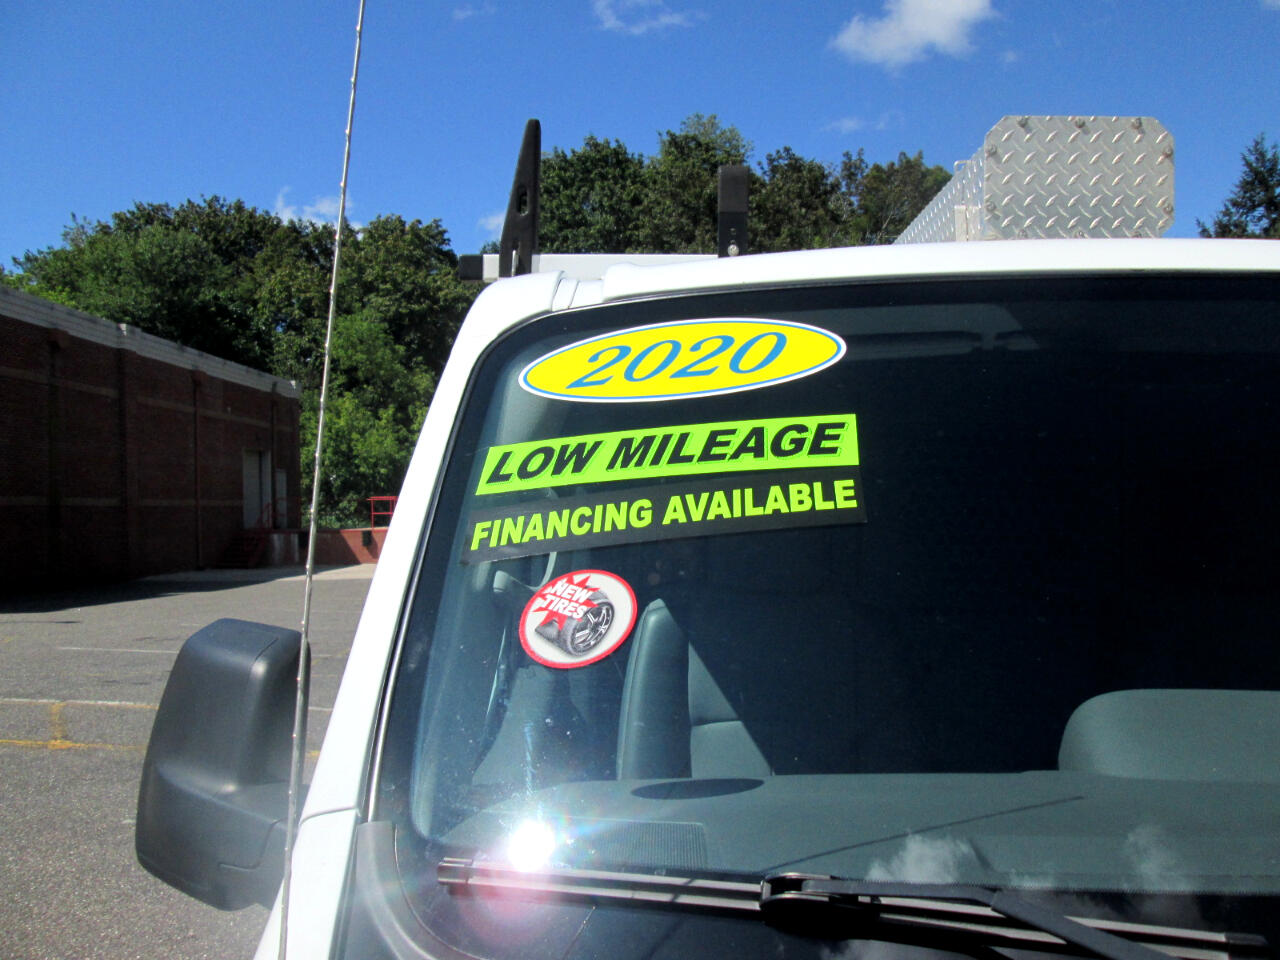 2020
LOW MILEAGE
FINANCING AVAILABLE
NEW
TIRES